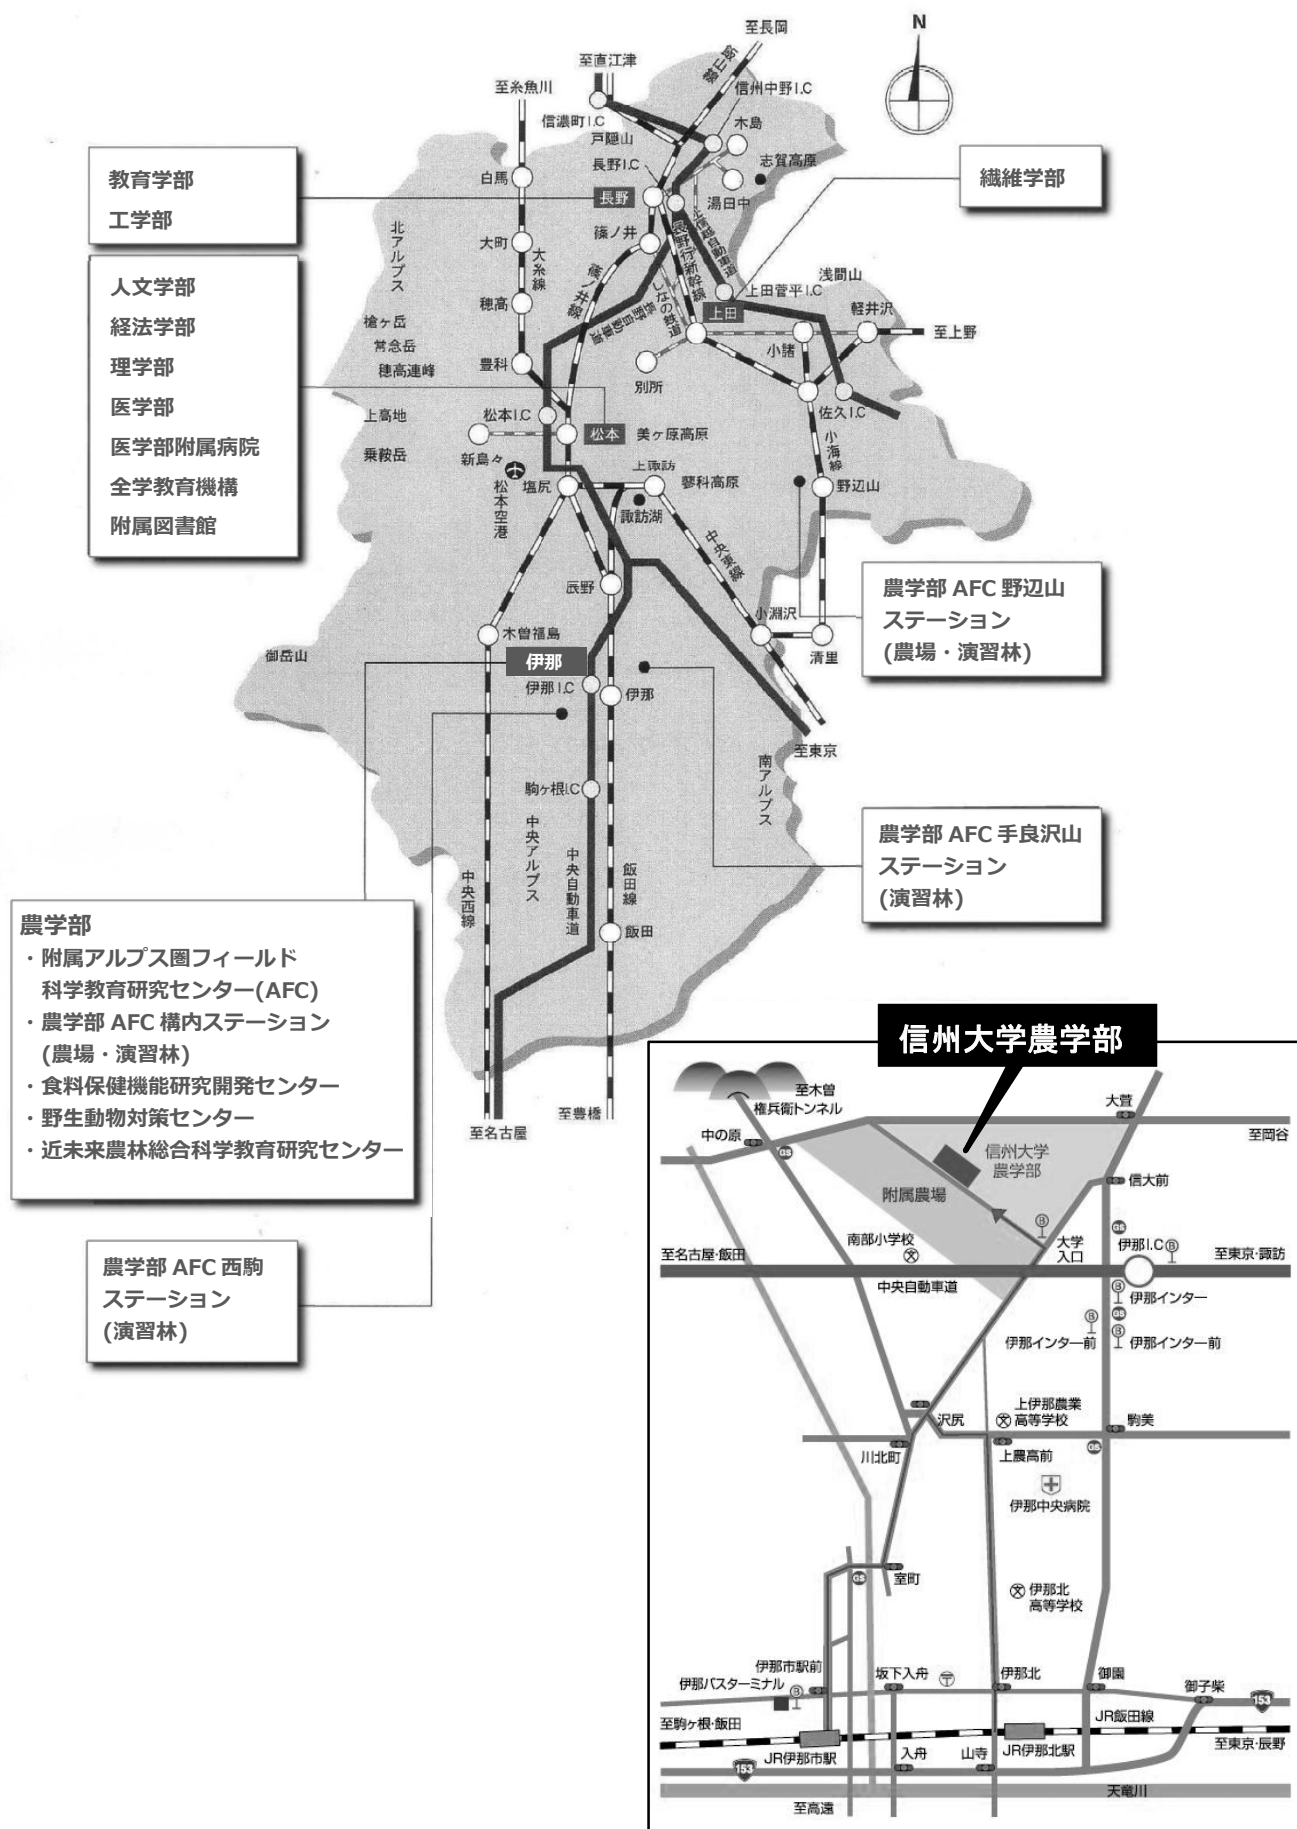 N
至長岡
至直江津
飯山線
至糸魚川
信州中野I.C
信濃町I.C
木島
戸隠山
長野I.C
志賀高原
教育学部
工学部
繊維学部
白馬
長野
湯田中
上信越自動車道
北アルプス
篠ノ井
長野行新幹線
大町
大糸線
篠ノ井線
しなの鉄道
浅間山
人文学部
経法学部
理学部
医学部
医学部附属病院
全学教育機構
附属図書館
穂高
上田菅平I.C
長野自動車道
上田
軽井沢
至上野
槍ヶ岳
常念岳
穂高連峰
豊科
小諸
別所
上高地
松本I.C
松本
美ヶ原高原
佐久I.C
小海線
乗鞍岳
新島々
上諏訪
蓼科高原
松本空港
塩尻
諏訪湖
野辺山
中央東線
辰野
農学部 AFC 野辺山
ステーション
(農場・演習林)
小淵沢
清里
木曽福島
御岳山
伊那
伊那I.C
伊那
至東京
南アルプス
駒ヶ根I.C
中央アルプス
中央自動車道
飯田線
中央西線
農学部 AFC 手良沢山
ステーション
(演習林)
飯田
農学部
・附属アルプス圏フィールド
科学教育研究センター(AFC)
・農学部 AFC 構内ステーション
(農場・演習林)
・食料保健機能研究開発センター
・野生動物対策センター
・近未来農林総合科学教育研究センター
至名古屋
至豊橋
農学部 AFC 西駒
ステーション
(演習林)
信州大学農学部
至木曽
権兵衛トンネル
大萱
中の原
GS
至岡谷
信州大学
農学部
信大前
附属農場
B
GS
南部小学校
文
大学
入口
伊那I.C
B
至名古屋・飯田
至東京・諏訪
中央自動車道
B
伊那インター
B
GS
B
伊那インター前
伊那インター前
上伊那農業
高等学校
文
沢尻
駒美
川北町
上農高前
GS
伊那中央病院
室町
GS
文
伊那北
高等学校
伊那市駅前
坂下入舟
〒
伊那北
御園
伊那バスターミナル
B
御子柴
153
至駒ヶ根・飯田
JR飯田線
JR伊那市駅
入舟
山寺
JR伊那北駅
至東京・辰野
153
天竜川
至高遠